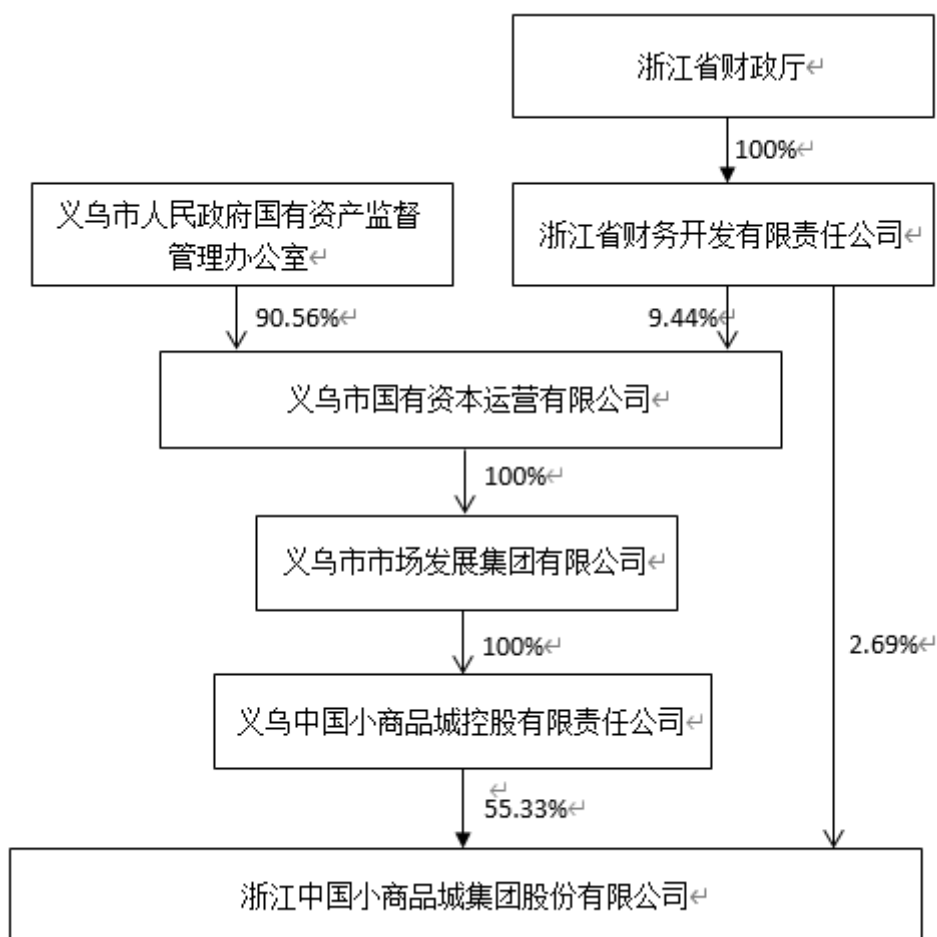 浙江省财政厅↵
100%↵
义乌市人民政府国有资产监督
管理办公室↵
浙江省财务开发有限责任公司↵
90.56%↵
9.44%↵
义乌市国有资本运营有限公司↵
100%↵
义乌市市场发展集团有限公司↵
100%↵
2.69%↵
义乌中国小商品城控股有限责任公司↵
↵
55.33%↵
浙江中国小商品城集团股份有限公司↵